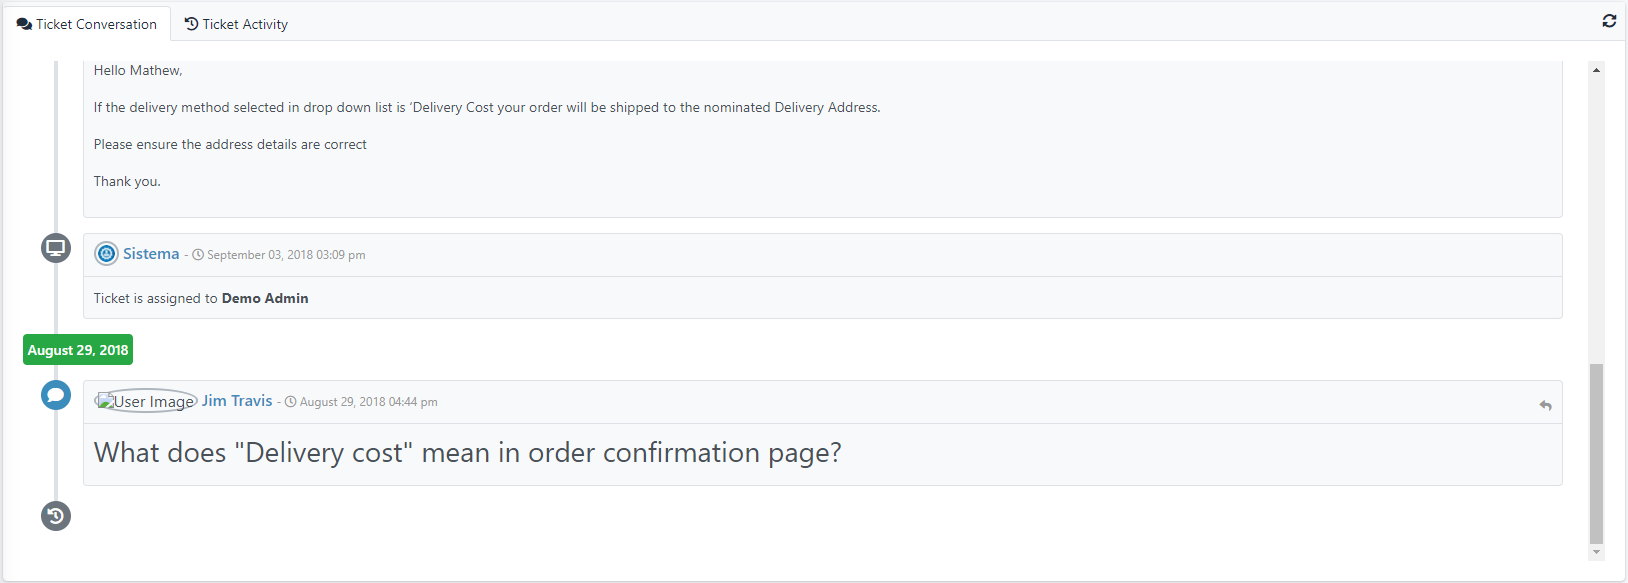 Ticket Conversation
Ticket Activity
Hello Mathew,
If the delivery method selected in drop down list is ‘Delivery Cost your order will be shipped to the nominated Delivery Address.
Please ensure the address details are correct
Thank you.
Sistema - September 03, 2018 03:09 pm
Ticket is assigned to Demo Admin
August 29, 2018
User Image Jim Travis - August 29, 2018 04:44 pm
What does "Delivery cost" mean in order confirmation page?